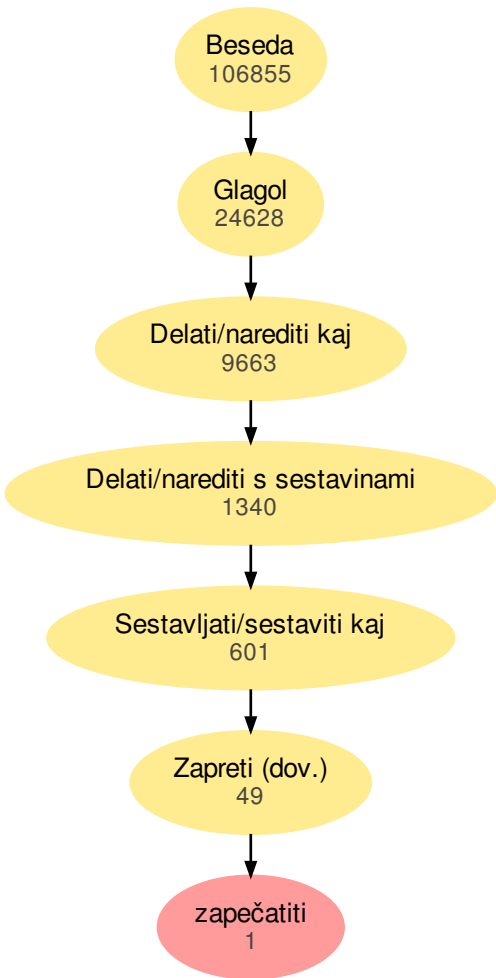 Beseda
106855
Glagol
24628
Delati/narediti kaj
9663
Delati/narediti s sestavinami
1340
Sestavljati/sestaviti kaj
601
Zapreti (dov.)
49
zapečatiti
1